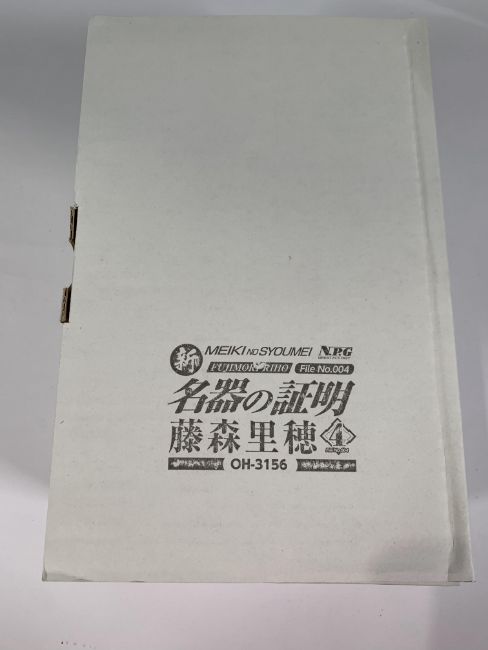 新 MEIKI NO SYOUMEI N.P.G
FUJIMORI RIHO File No.004
名器の証明
藤森里穂 4
OH-3156